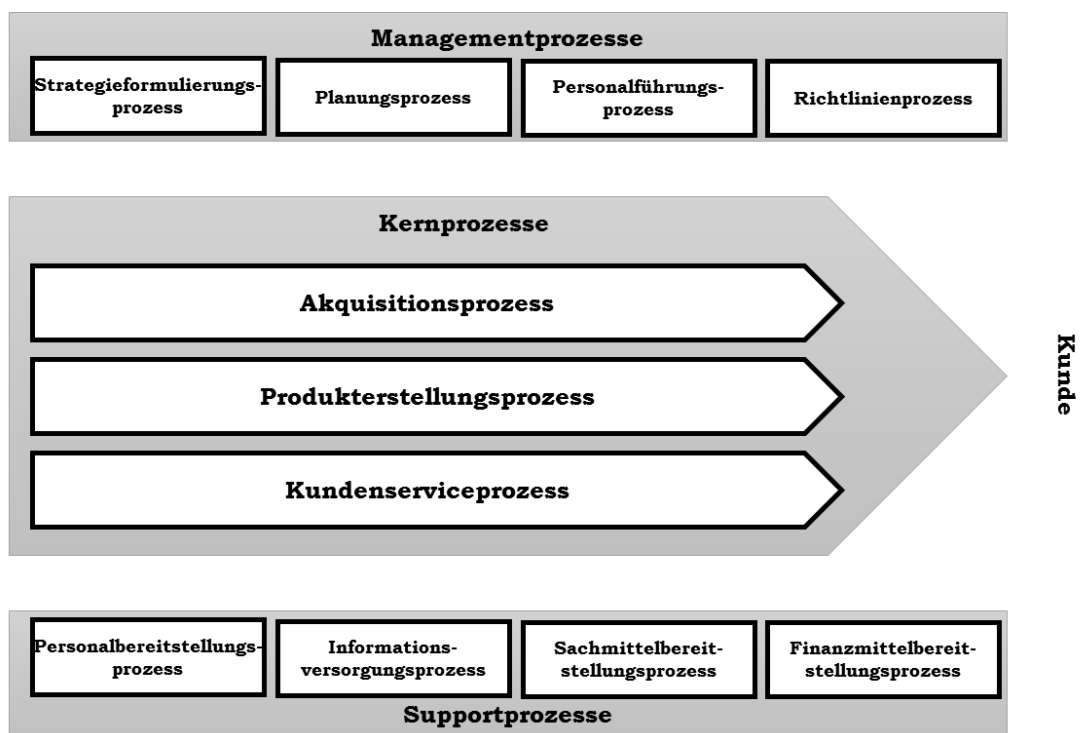 Managementprozesse
Strategieformulierungs-
prozess
Planungsprozess
Personalführungs-
prozess
Richtlinienprozess
Kernprozesse
Akquisitionsprozess
Produkterstellungsprozess
Kundenserviceprozess
Kunde
Personalbereitstellungs-
prozess
Informations-
versorgungsprozess
Sachmittelbereit-
stellungsprozess
Finanzmittelbereit-
stellungsprozess
Supportprozesse